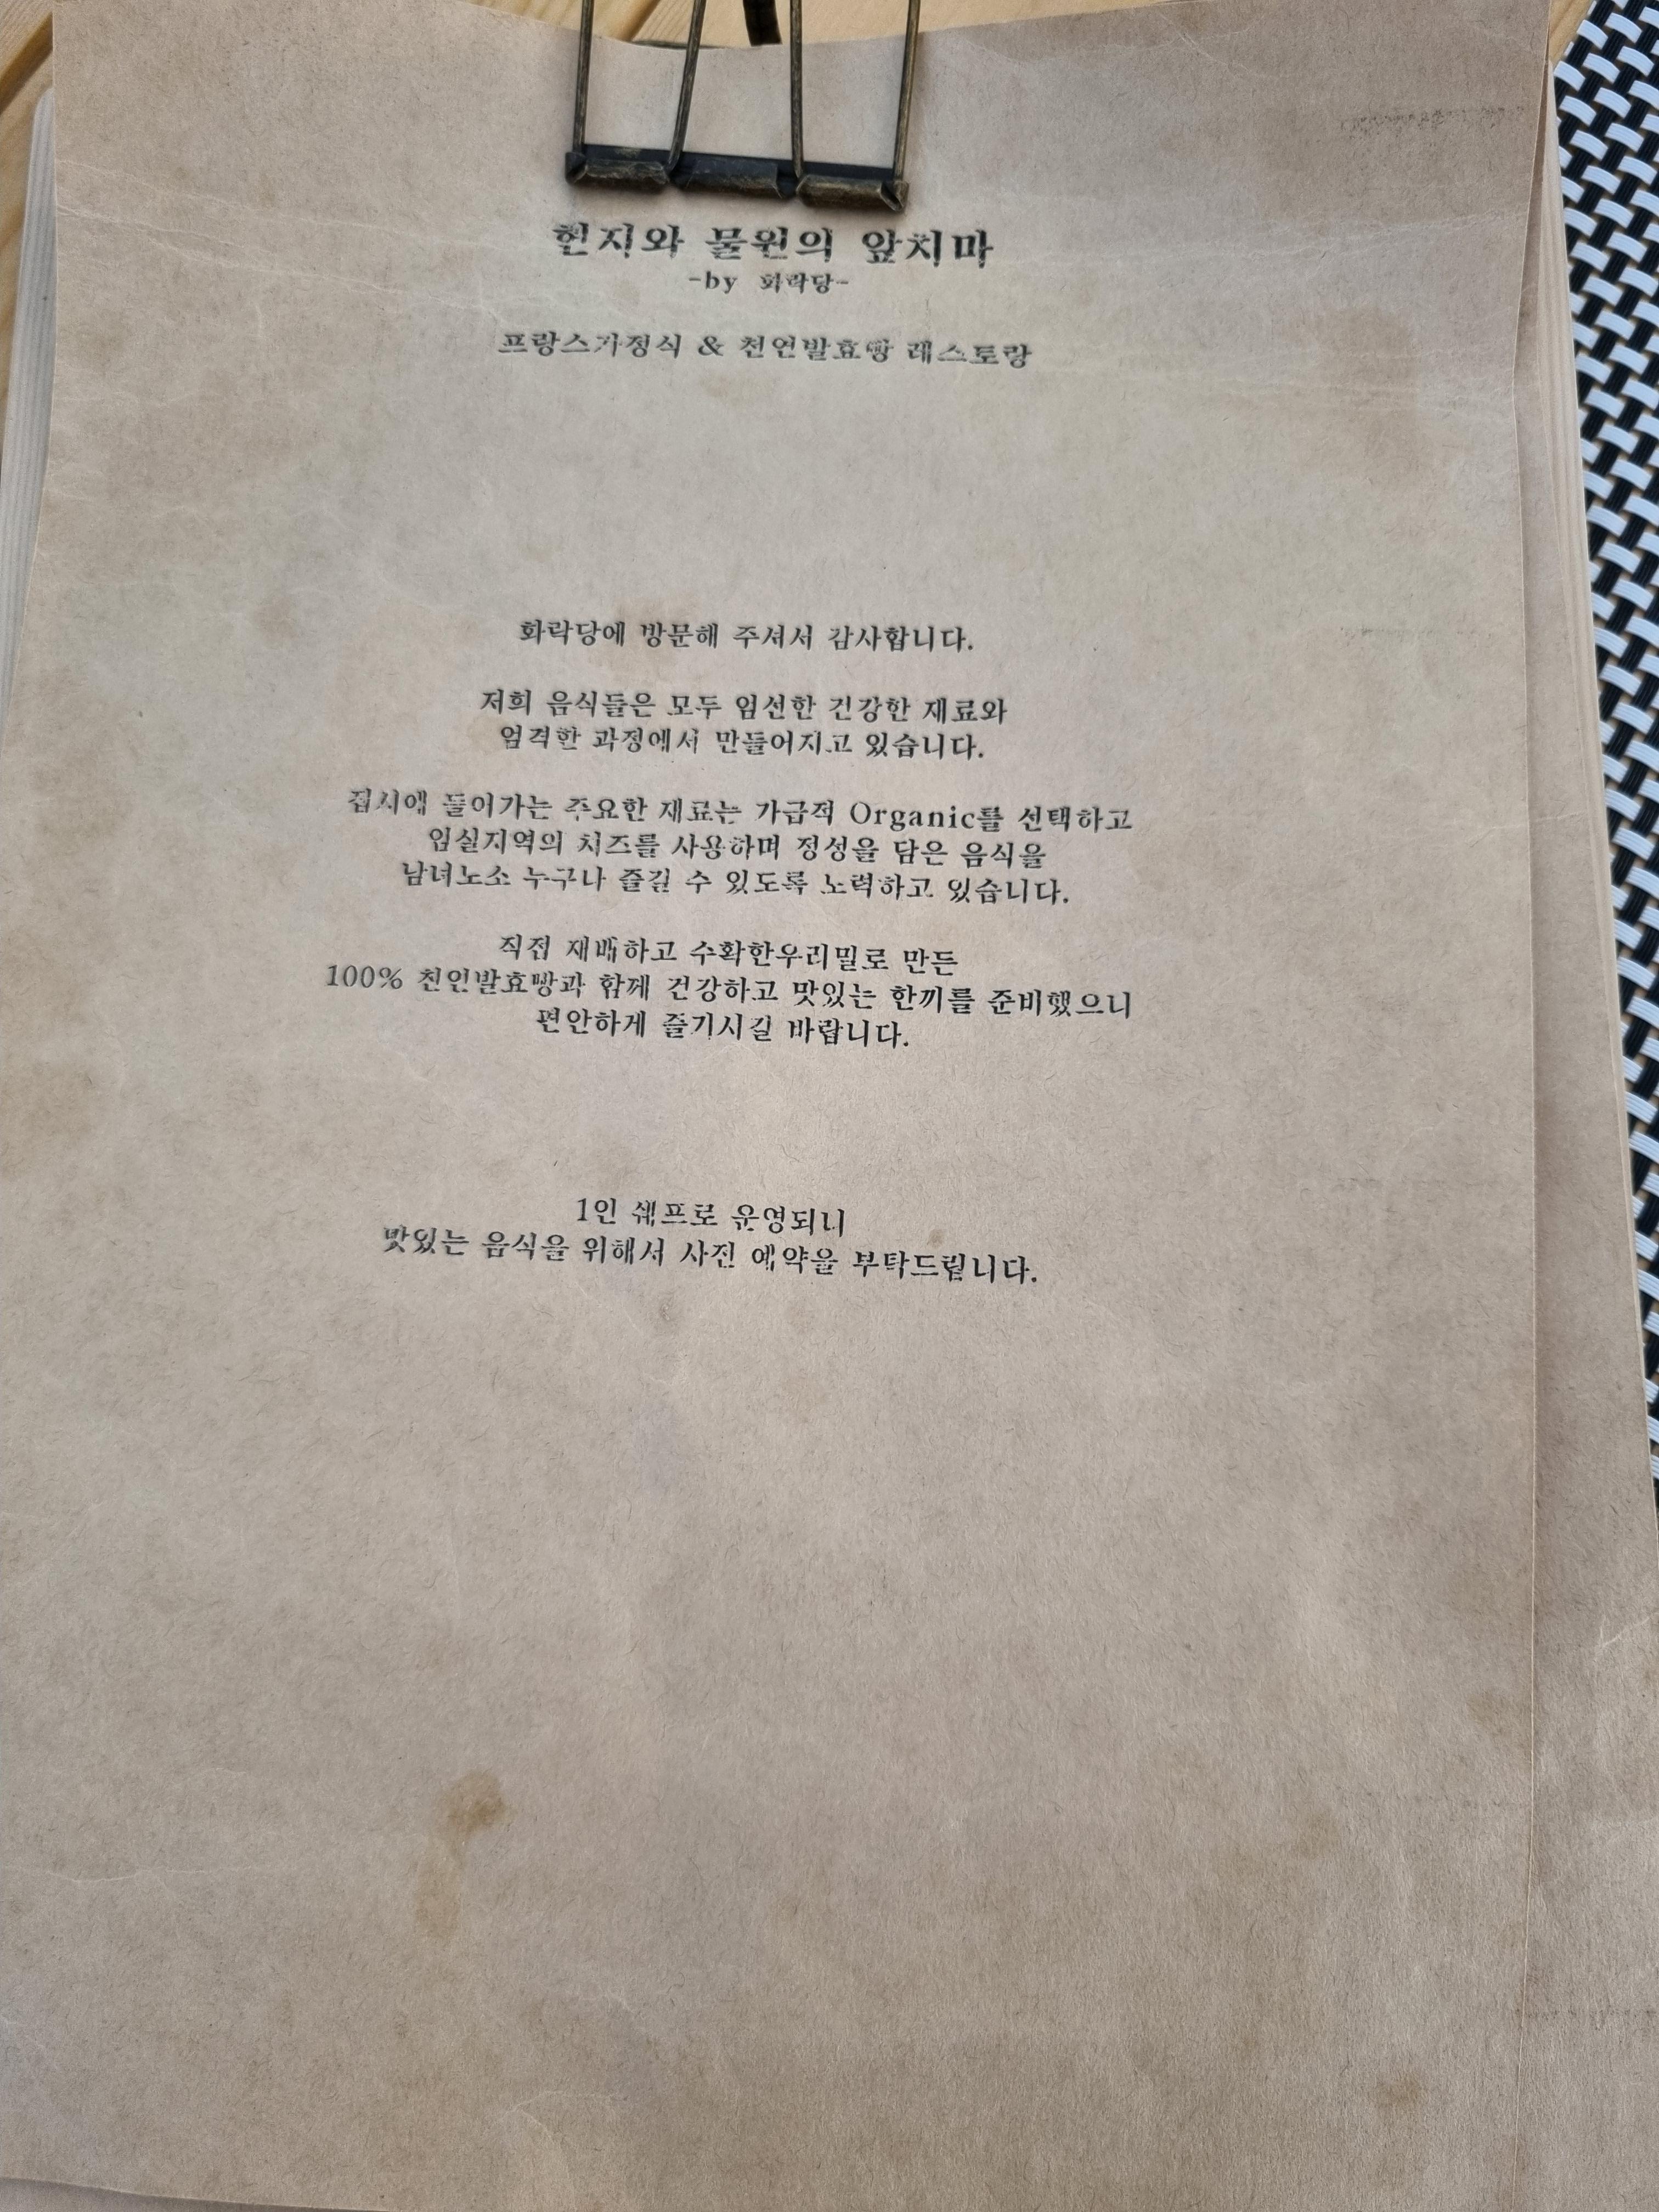 현지와 물원의 앞치마
-by 화락당-
프랑스가정식 & 천연발효빵 레스토랑
화락당에 방문해 주셔서 감사합니다.
저희 음식들은 모두 엄선한 건강한 재료와
엄격한 과정에서 만들어지고 있습니다.
접시에 들어가는 주요한 재료는 가급적 Organic를 선택하고
임실지역의 치즈를 사용하며 정성을 담은 음식을
남녀노소 누구나 즐길 수 있도록 노력하고 있습니다.
직접 재배하고 수확한우리밀로 만든
100% 천연발효빵과 함께 건강하고 맛있는 한끼를 준비했으니
편안하게 즐기시길 바랍니다.
1인 쉐프로 운영되니
맛있는 음식을 위해서 사전 예약을 부탁드립니다.